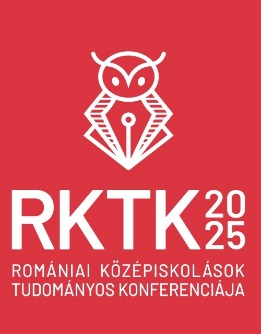 RKTK 20
25
ROMÁNIAI KÖZÉPISKOLÁSOK
TUDOMÁNYOS KONFERENCIÁJA